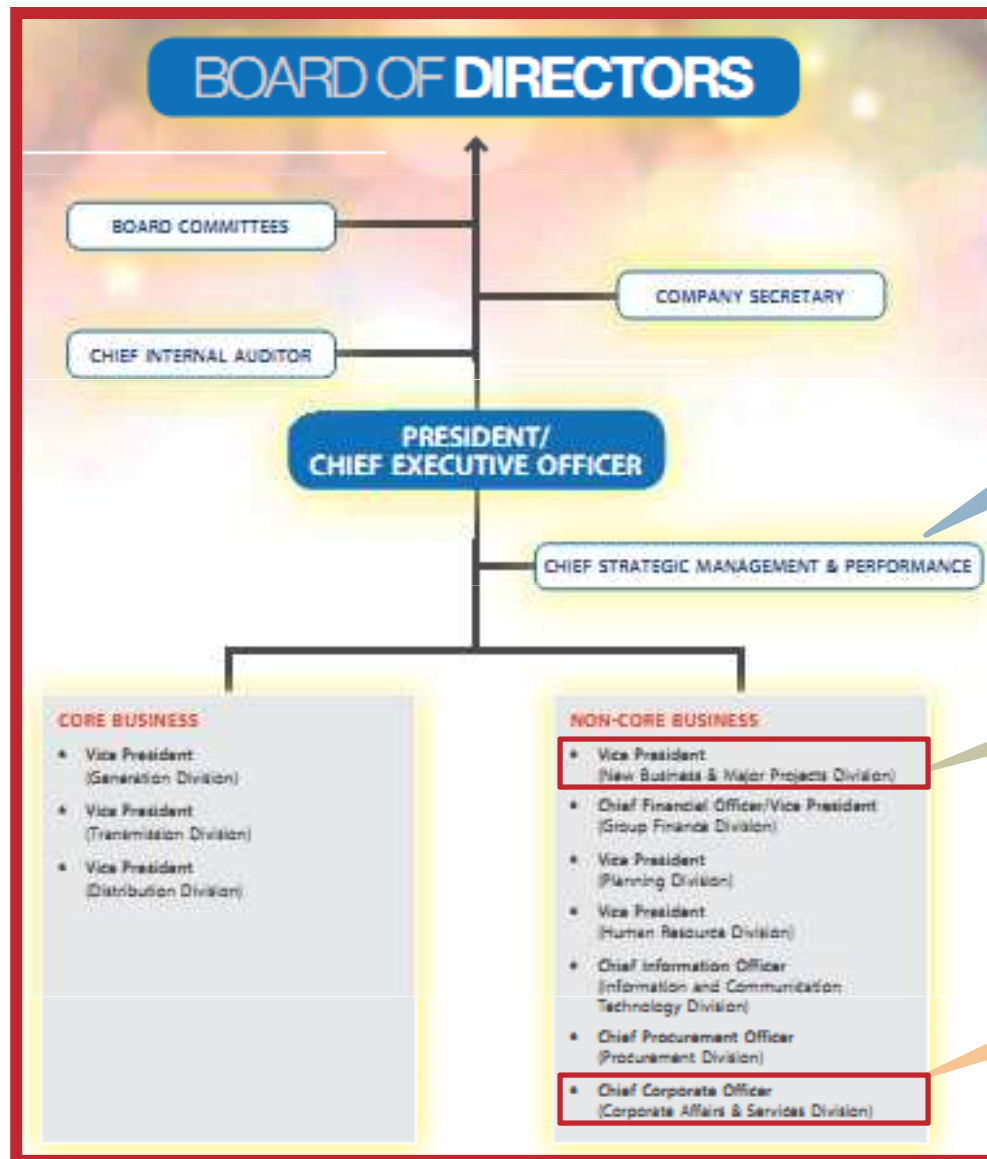 BOARD OF DIRECTORS
BOARD COMMITTEES
COMPANY SECRETARY
CHIEF INTERNAL AUDITOR
PRESIDENT/
CHIEF EXECUTIVE OFFICER
CHIEF STRATEGIC MANAGEMENT & PERFORMANCE
CORE BUSINESS
• Vice President
(Generation Division)
• Vice President
(Transmission Division)
• Vice President
(Distribution Division)
NON-CORE BUSINESS
• Vice President
(New Business & Major Projects Division)
• Chief Financial Officer/Vice President
(Group Finance Division)
• Vice President
(Planning Division)
• Vice President
(Human Resource Division)
• Chief Information Officer
(Information and Communication
Technology Division)
• Chief Procurement Officer
(Procurement Division)
• Chief Corporate Officer
(Corporate Affairs & Services Division)